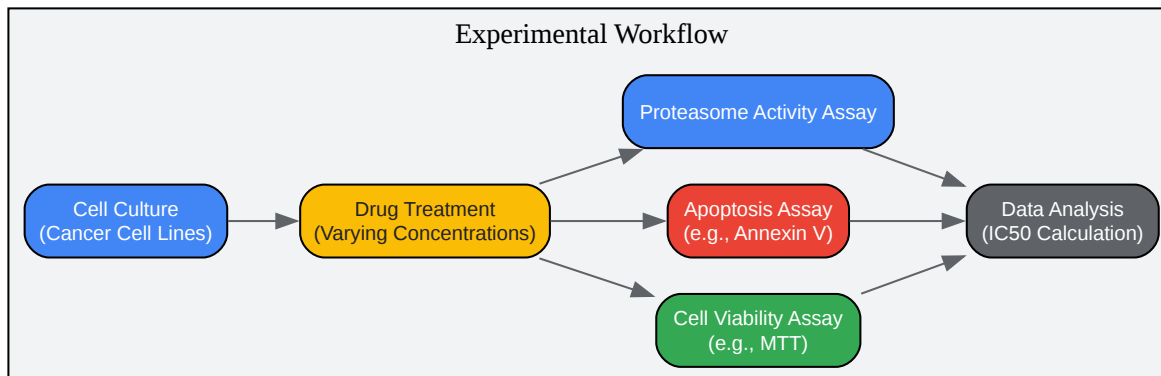 Experimental Workflow
Proteasome Activity Assay
Cell Culture
(Cancer Cell Lines)
Drug Treatment
(Varying Concentrations)
Apoptosis Assay
(e.g., Annexin V)
Data Analysis
(IC50 Calculation)
Cell Viability Assay
(e.g., MTT)